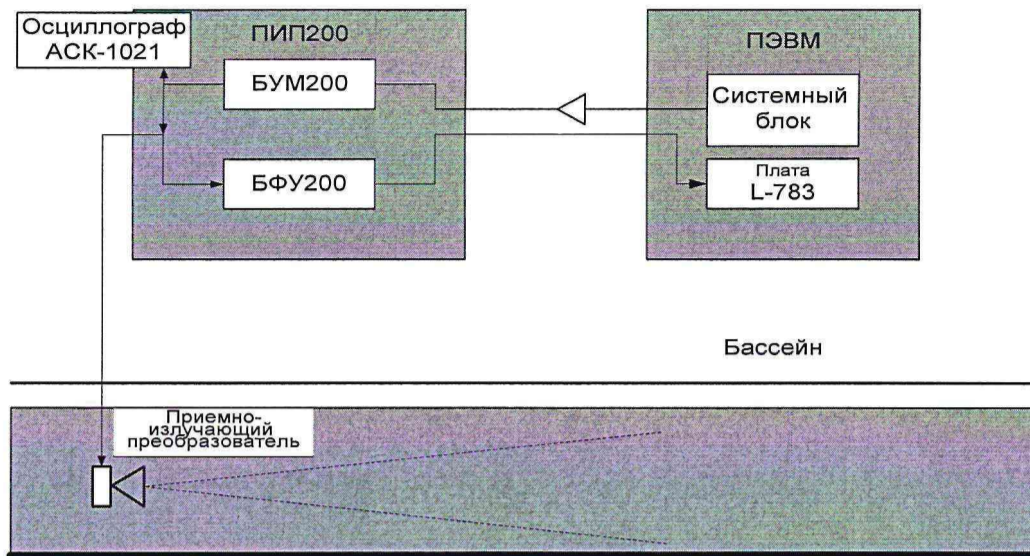 Осциллограф
АСК-1021
ПИП200
БУМ200
БФУ200
ПЭВМ
Системный
блок
Плата
L-783
Бассейн
Приемно-
излучающий
преобразователь